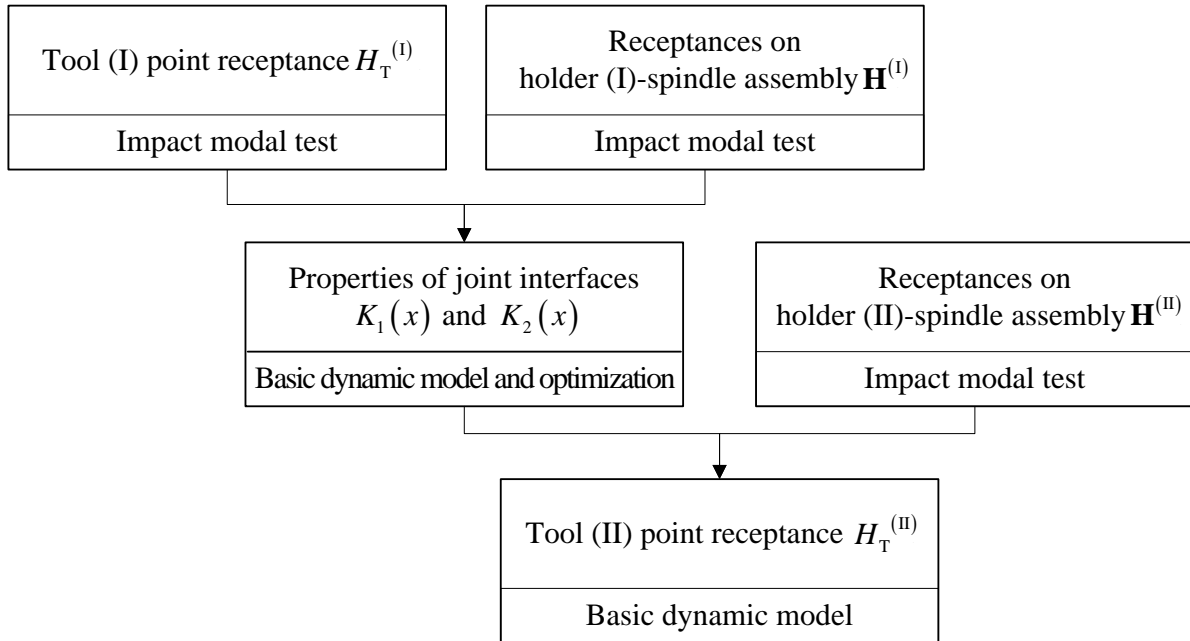 Tool (I) point receptance H_T^(I)
Impact modal test
Receptances on
holder (I)-spindle assembly H^(I)
Impact modal test
Properties of joint interfaces
K_1(x) and K_2(x)
Basic dynamic model and optimization
Receptances on
holder (II)-spindle assembly H^(II)
Impact modal test
Tool (II) point receptance H_T^(II)
Basic dynamic model